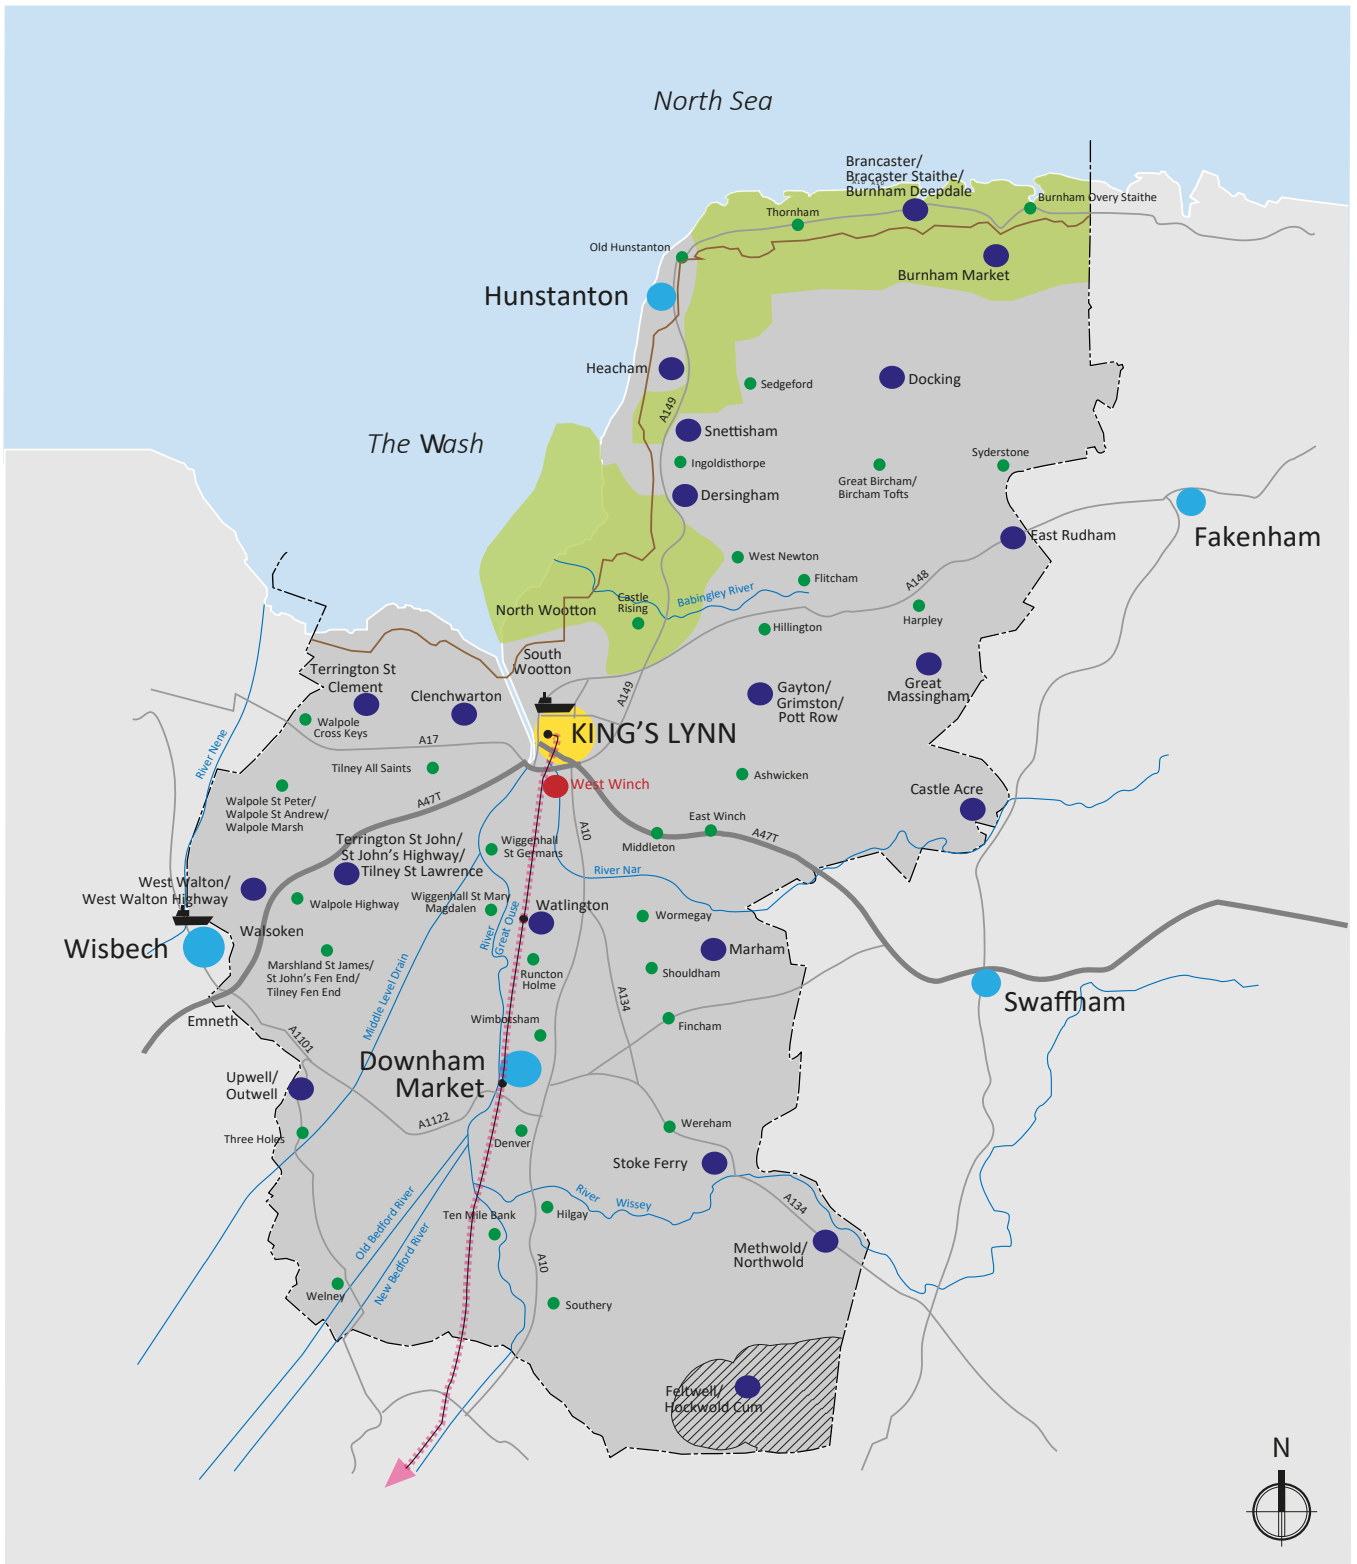 North Sea
Brancaster/
Bracaster Staithe/
Burnham Deepdale
Burnham Overy Staithe
Thornham
Old Hunstanton
Burnham Market
Hunstanton
Heacham
Sedgeford
Docking
A149
The Wash
Snettisham
Ingoldisthorpe
Syderstone
Great Bircham/
Bircham Tofts
Dersingham
Fakenham
East Rudham
West Newton
Flitcham
A148
Babingley River
Castle
Rising
North Wootton
Harpley
Hillington
South
Wootton
Terrington St
Clement
Clenchwarton
Great
Massingham
Gayton/
Grimston/
Pott Row
A149
Walpole
Cross Keys
KING'S LYNN
A17
River Nene
Tilney All Saints
Ashwicken
West Winch
Castle Acre
Walpole St Peter/
Walpole St Andrew/
Walpole Marsh
A47T
A10
East Winch
A47T
Middleton
Terrington St John/
St John's Highway/
Tilney St Lawrence
Wiggenhall
St Germans
River Nar
West Walton/
West Walton Highway
Walpole Highway
Wiggenhall St Mary
Magdalen
Watlington
Wormegay
River
Great Ouse
Walsoken
Wisbech
Marham
Marshland St James/
St John's Fen End/
Tilney Fen End
Middle Level Drain
Runcton
Holme
Shouldham
A134
Swaffham
Emneth
Wimbotsham
Fincham
A1101
Downham
Market
Upwell/
Outwell
A1122
Three Holes
Denver
Wereham
Stoke Ferry
Old Bedford River
River
Wissey
A134
Ten Mile Bank
Hilgay
New Bedford River
A10
Methwold/
Northwold
Welney
Southery
Feltwell/
Hockwold Cum
N